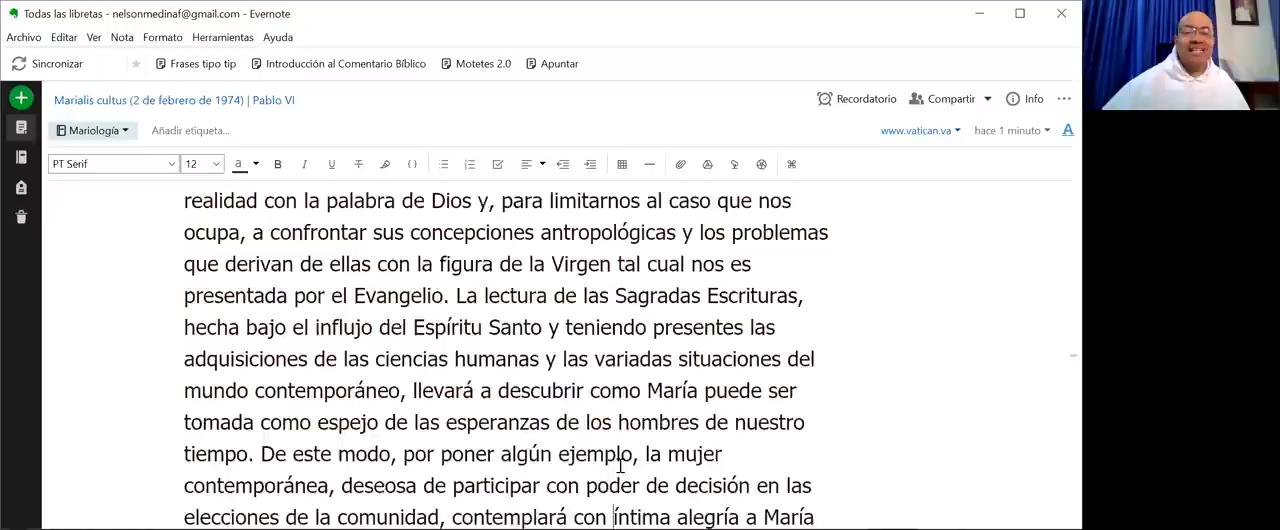 Todas las libretas - nelsonmedinaf@gmail.com - Evernote
Archivo Editar Ver Nota Formato Herramientas Ayuda
Sincronizar Frases tipo tip Introducción al Comentario Bíblico Motetes 2.0 Apuntar
Marialis cultus (2 de febrero de 1974) | Pablo VI Recordatorio Compartir Info
Mariología Añadir etiqueta... www.vatican.va hace 1 minuto A
PT Serif 12 a B I U T
realidad con la palabra de Dios y, para limitarnos al caso que nos
ocupa, a confrontar sus concepciones antropológicas y los problemas
que derivan de ellas con la figura de la Virgen tal cual nos es
presentada por el Evangelio. La lectura de las Sagradas Escrituras,
hecha bajo el influjo del Espíritu Santo y teniendo presentes las
adquisiciones de las ciencias humanas y las variadas situaciones del
mundo contemporáneo, llevará a descubrir como María puede ser
tomada como espejo de las esperanzas de los hombres de nuestro
tiempo. De este modo, por poner algún ejemplo, la mujer
contemporánea, deseosa de participar con poder de decisión en las
elecciones de la comunidad, contemplará con íntima alegría a María